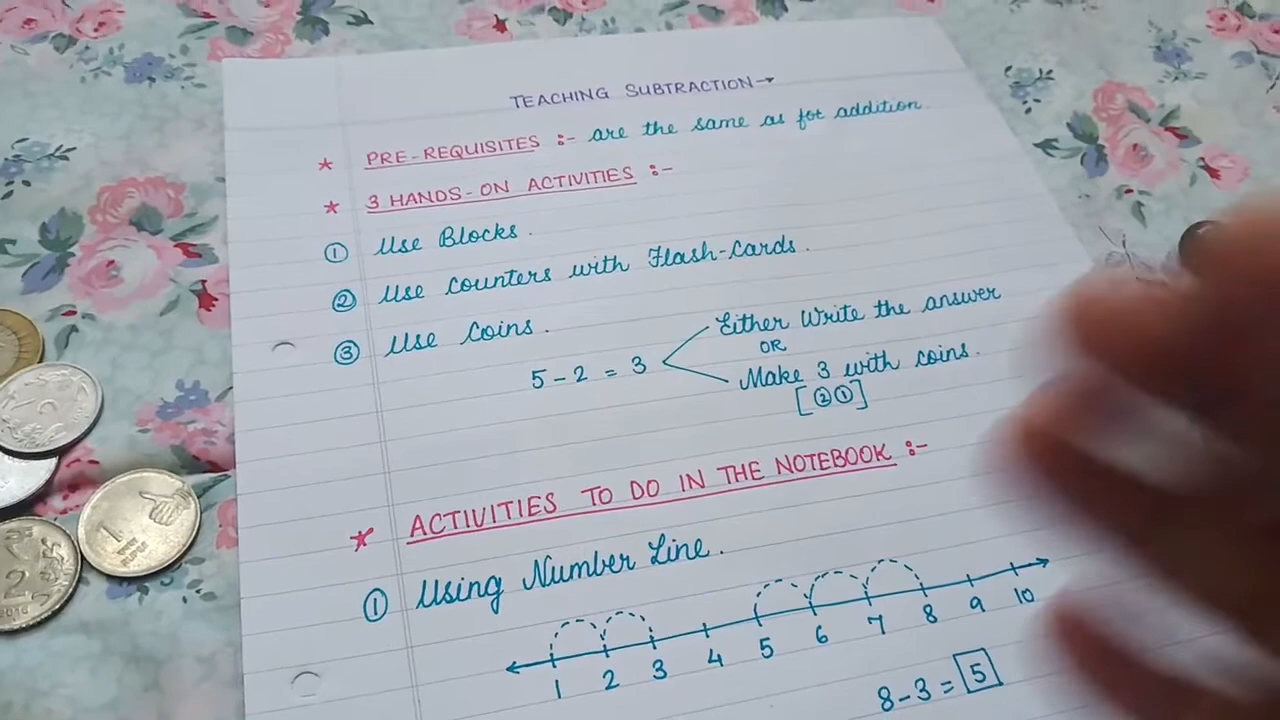 TEACHING SUBTRACTION→
* PRE-REQUISITES :- are the same as for addition
* 3 HANDS-ON ACTIVITIES :-
① Use Blocks.
② Use counters with Flash-cards.
③ Use Coins.
5 - 2 = 3
Either Write the answer
OR
Make 3 with coins.
[②①]
* ACTIVITIES TO DO IN THE NOTEBOOK :-
① Using Number Line.
1 2 3 4 5 6 7 8 9 10
8-3 = 5
1
2